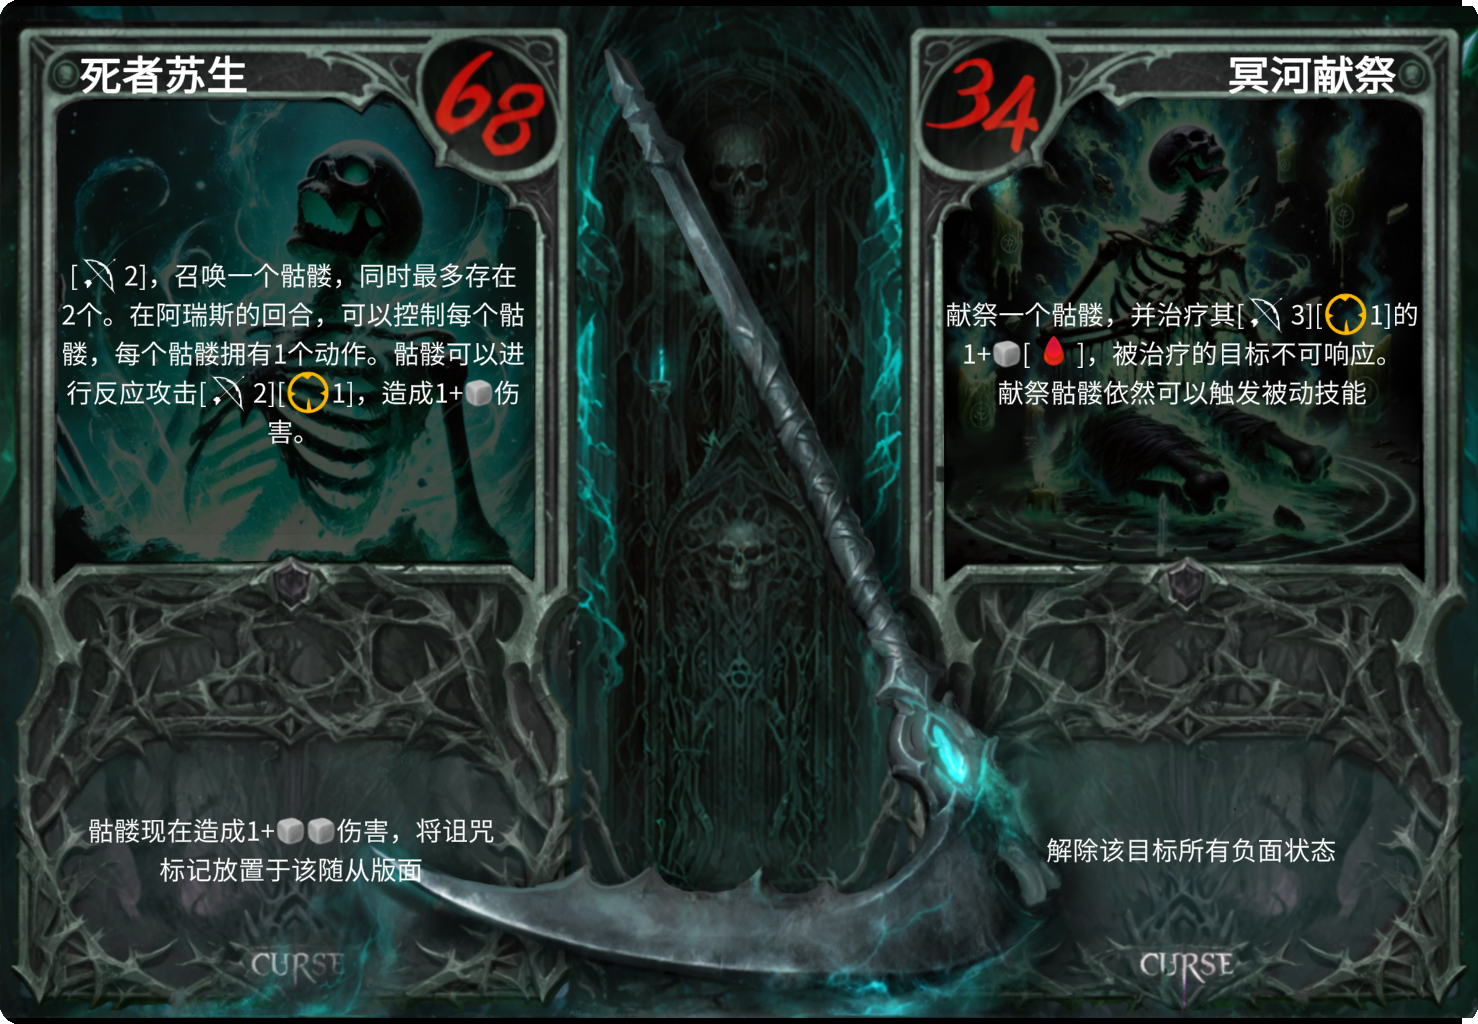 死者苏生
68
[ 2]，召唤一个骷髅，同时最多存在
2个。在阿瑞斯的回合，可以控制每个骷
髅，每个骷髅拥有1个动作。骷髅可以进
行反应攻击[ 2][ 1]，造成1+ 伤
害。
骷髅现在造成1+ 伤害，将诅咒
标记放置于该随从版面
CURSE
34
冥河献祭
献祭一个骷髅，并治疗其[ 3][ 1]的
1+ [ ]，被治疗的目标不可响应。
献祭骷髅依然可以触发被动技能
解除该目标所有负面状态
CURSE